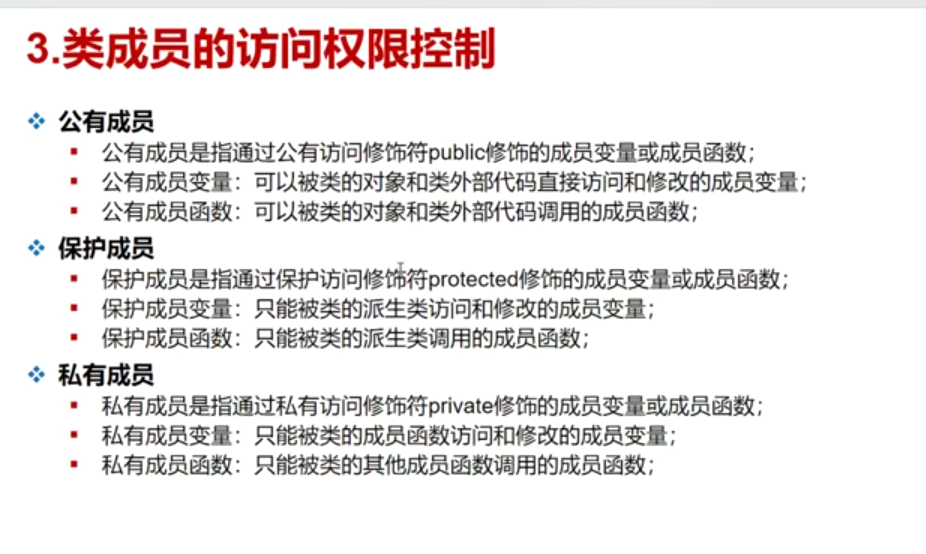 3.类成员的访问权限控制
公有成员
公有成员是指通过公有访问修饰符public修饰的成员变量或成员函数；
公有成员变量：可以被类的对象和类外部代码直接访问和修改的成员变量；
公有成员函数：可以被类的对象和类外部代码调用的成员函数；
保护成员
保护成员是指通过保护访问修饰符protected修饰的成员变量或成员函数；
保护成员变量：只能被类的派生类访问和修改的成员变量；
保护成员函数：只能被类的派生类调用的成员函数；
私有成员
私有成员是指通过私有访问修饰符private修饰的成员变量或成员函数；
私有成员变量：只能被类的成员函数访问和修改的成员变量；
私有成员函数：只能被类的其他成员函数调用的成员函数；